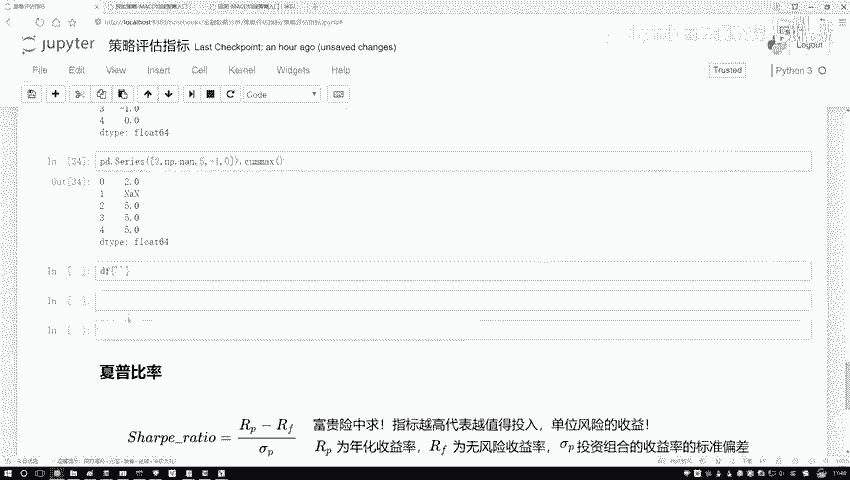 jupyter 策略评估指标 Last Checkpoint: an hour ago (unsaved changes)
Logout
File Edit View Insert Cell Kernel Widgets Help
Trusted
Python 3
Code
3 -1.0
4 0.0
dtype: float64
In [34]: pd.Series([2,np.nan,5,-1,0]).cummax()
Out[34]: 0 2.0
1 NaN
2 5.0
3 5.0
4 5.0
dtype: float64
In [ ]: df[``]
In [ ]:
In [ ]:
夏普比率
Sharpe_ratio = (R_p − R_f) / σ_p
富贵险中求！指标越高代表越值得投入，单位风险的收益！
R_p 为年化收益率，R_f 为无风险收益率，σ_p 投资组合的收益率的标准偏差